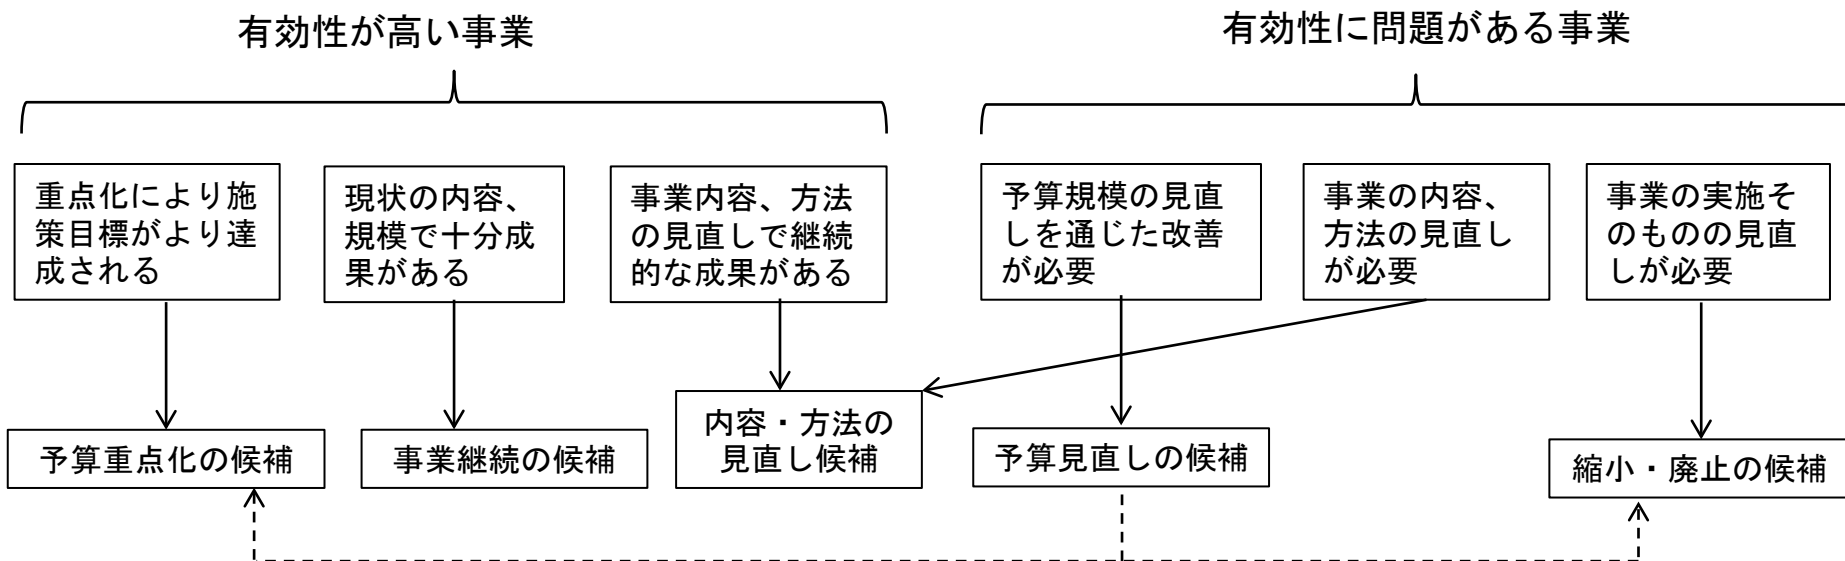 有効性が高い事業
有効性に問題がある事業
重点化により施
策目標がより達
成される
現状の内容、
規模で十分成
果がある
事業内容、方法
の見直しで継続
的な成果がある
予算規模の見直
しを通じた改善
が必要
事業の内容、
方法の見直し
が必要
事業の実施そ
のものの見直
しが必要
予算重点化の候補
事業継続の候補
内容・方法の
見直し候補
予算見直しの候補
縮小・廃止の候補